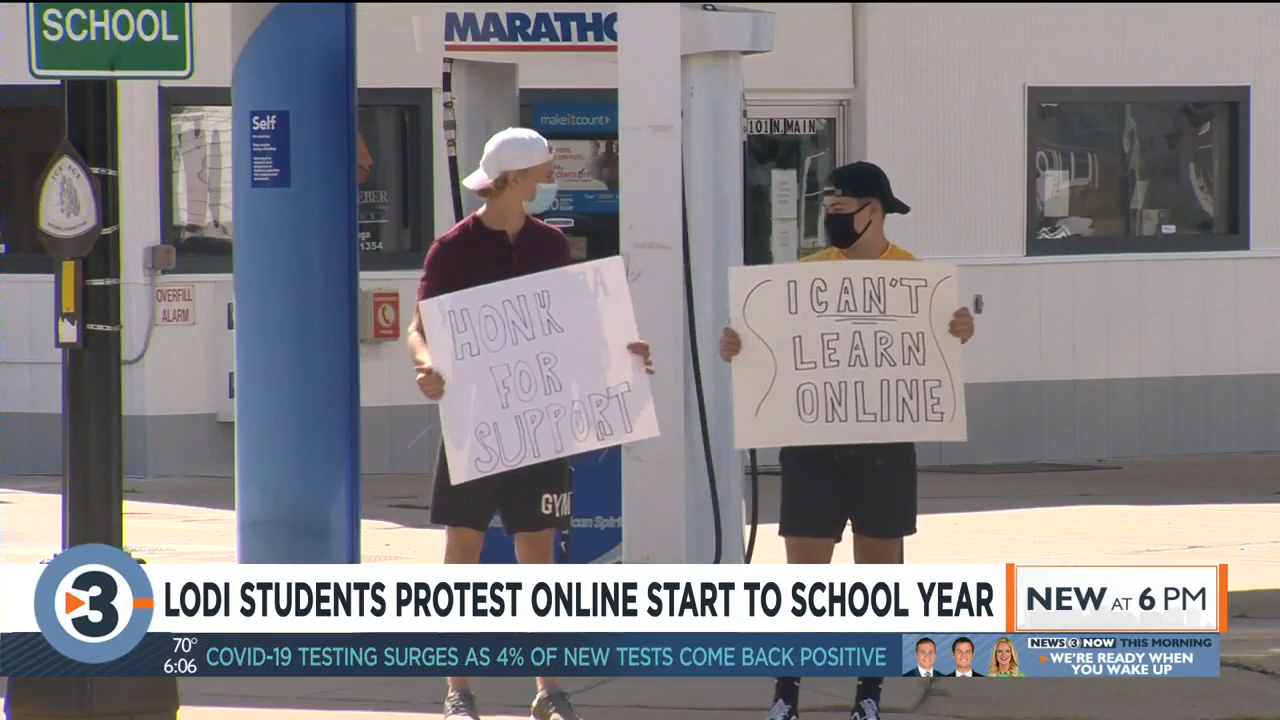 SCHOOL
MARATHO
Self
make it count
101 N. MAIN
EBER
1354
OVERFILL
ALARM
HONK
FOR
SUPPORT
I CAN'T
LEARN
ONLINE
GYM
3
LODI STUDENTS PROTEST ONLINE START TO SCHOOL YEAR
NEW AT 6 PM
70°
6:06
COVID-19 TESTING SURGES AS 4% OF NEW TESTS COME BACK POSITIVE
NEWS 3 NOW THIS MORNING
WE'RE READY WHEN
YOU WAKE UP